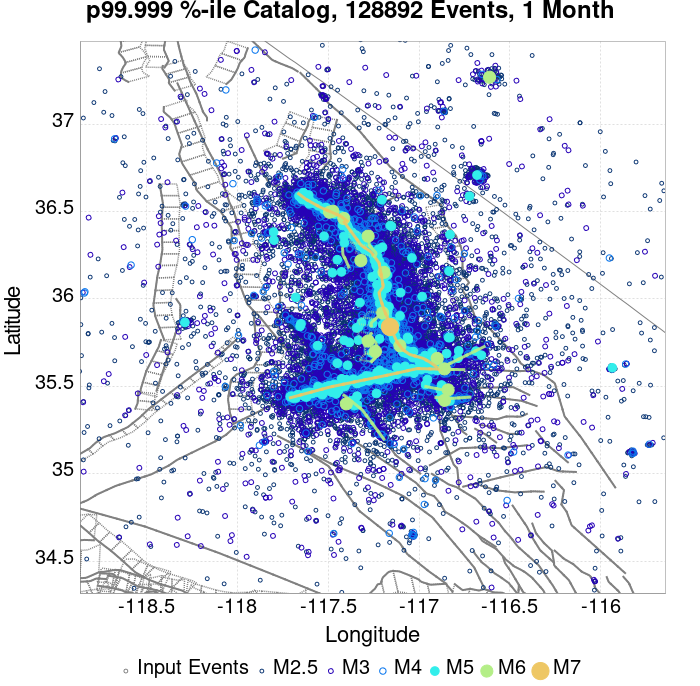 p99.999 %-ile Catalog, 128892 Events, 1 Month
Latitude
37
36.5
36
35.5
35
34.5
-118.5 -118 -117.5 -117 -116.5 -116
Longitude
Input Events M2.5 M3 M4 M5 M6 M7